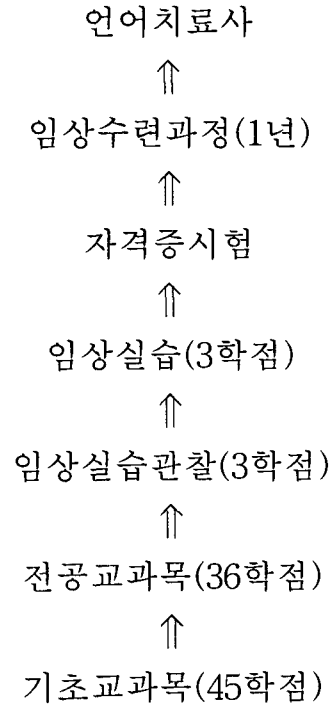 언어치료사
⇑
임상수련과정(1년)
⇑
자격증시험
⇑
임상실습(3학점)
⇑
임상실습관찰(3학점)
⇑
전공교과목(36학점)
⇑
기초교과목(45학점)